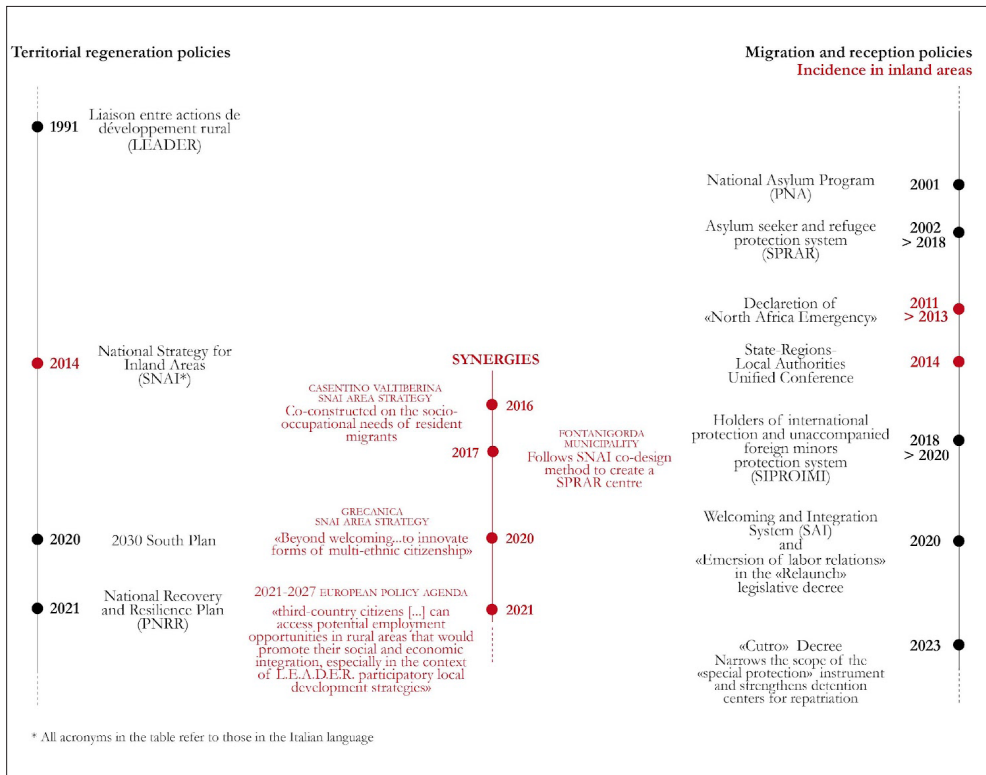 Territorial regeneration policies
1991
Liaison entre actions de
développement rural
(LEADER)
2014
National Strategy for
Inland Areas
(SNAI*)
2020
2030 South Plan
2021
National Recovery
and Resilience Plan
(PNRR)
SYNERGIES
CASENTINO VALTIBERINA
SNAI AREA STRATEGY
Co-constructed on the socio-
occupational needs of resident
migrants
2016
2017
FONTANIGORDA
MUNICIPALITY
Follows SNAI co-design
method to create a
SPRAR centre
GRECANICA
SNAI AREA STRATEGY
«Beyond welcoming...to innovate
forms of multi-ethnic citizenship»
2020
2021-2027 EUROPEAN POLICY AGENDA
«third-country citizens [...] can
access potential employment
opportunities in rural areas that would
promote their social and economic
integration, especially in the context
of L.E.A.D.E.R. participatory local
development strategies»
2021
Migration and reception policies
Incidence in inland areas
National Asylum Program
(PNA)
2001
Asylum seeker and refugee
protection system
(SPRAR)
2002
> 2018
Declaretion of
«North Africa Emergency»
2011
> 2013
State-Regions-
Local Authorities
Unified Conference
2014
Holders of international
protection and unaccompanied
foreign minors
protection system
(SIPROIMI)
2018
> 2020
Welcoming and Integration
System (SAI)
and
«Emersion of labor relations»
in the «Relaunch»
legislative decree
2020
«Cutro» Decree
Narrows the scope of the
«special protection» instrument
and strengthens detention
centers for repatriation
2023
* All acronyms in the table refer to those in the Italian language